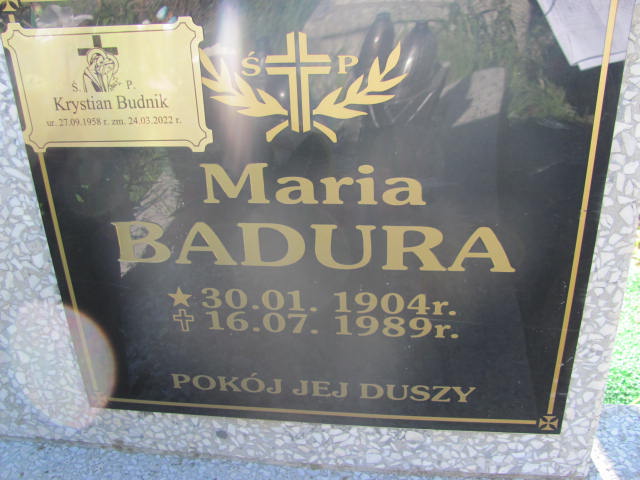 Ś. P.
Krystian Budnik
ur. 27.09.1958 r. zm. 24.03.2022 r.
Ś P
Maria
BADURA
30.01. 1904r.
16.07. 1989r.
POKÓJ JEJ DUSZY